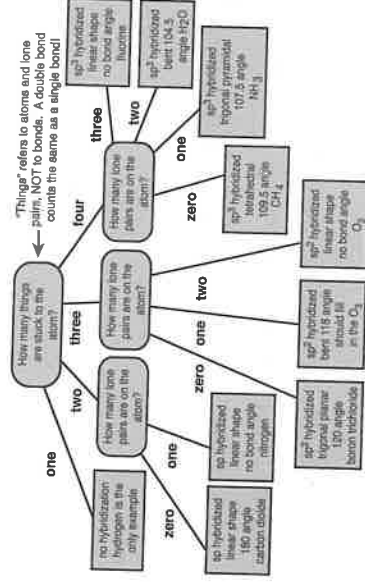 "Things" refers to atoms and lone
pairs, NOT to bonds. A double bond
counts the same as a single bond!
How many things
are stuck to the
atom?
one
two
three
four
no hybridization
hydrogen is the
only example
How many lone
pairs are on the
atom?
zero
one
sp hybridized
linear shape
180 angle
carbon dioxide
sp hybridized
linear shape
no bond angle
nitrogen
How many lone
pairs are on the
atom?
zero
one
two
sp² hybridized
trigonal planar
120 angle
boron trichloride
sp² hybridized
bent 118 angle
should fill
in the O₃
sp² hybridized
linear shape
no bond angle
O₂
How many lone
pairs are on the
atom?
zero
one
two
three
sp³ hybridized
tetrahedral
109.5 angle
CH₄
sp³ hybridized
trigonal pyramidal
107.5 angle
NH₃
sp³ hybridized
bent 104.5
angle H2O
sp³ hybridized
linear shape
no bond angle
fluorine